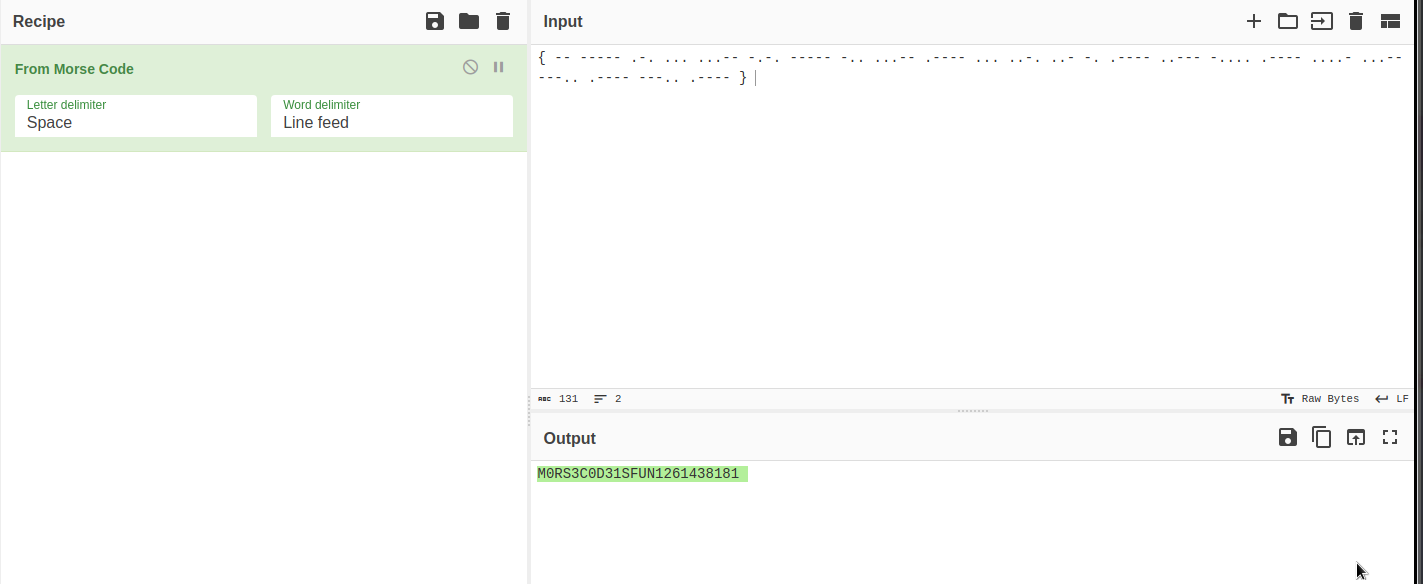 Recipe
From Morse Code
Letter delimiter
Space
Word delimiter
Line feed
Input
{ -- ----- .-. ... ...-- -.-. ----- -.. ...-- .---- ... ..-. ..- -. .---- ..--- -.... .---- ....- ...--
---.. .---- ---.. .---- }
ABC 131 2
Raw Bytes LF
Output
M0RS3C0D31SFUN1261438181